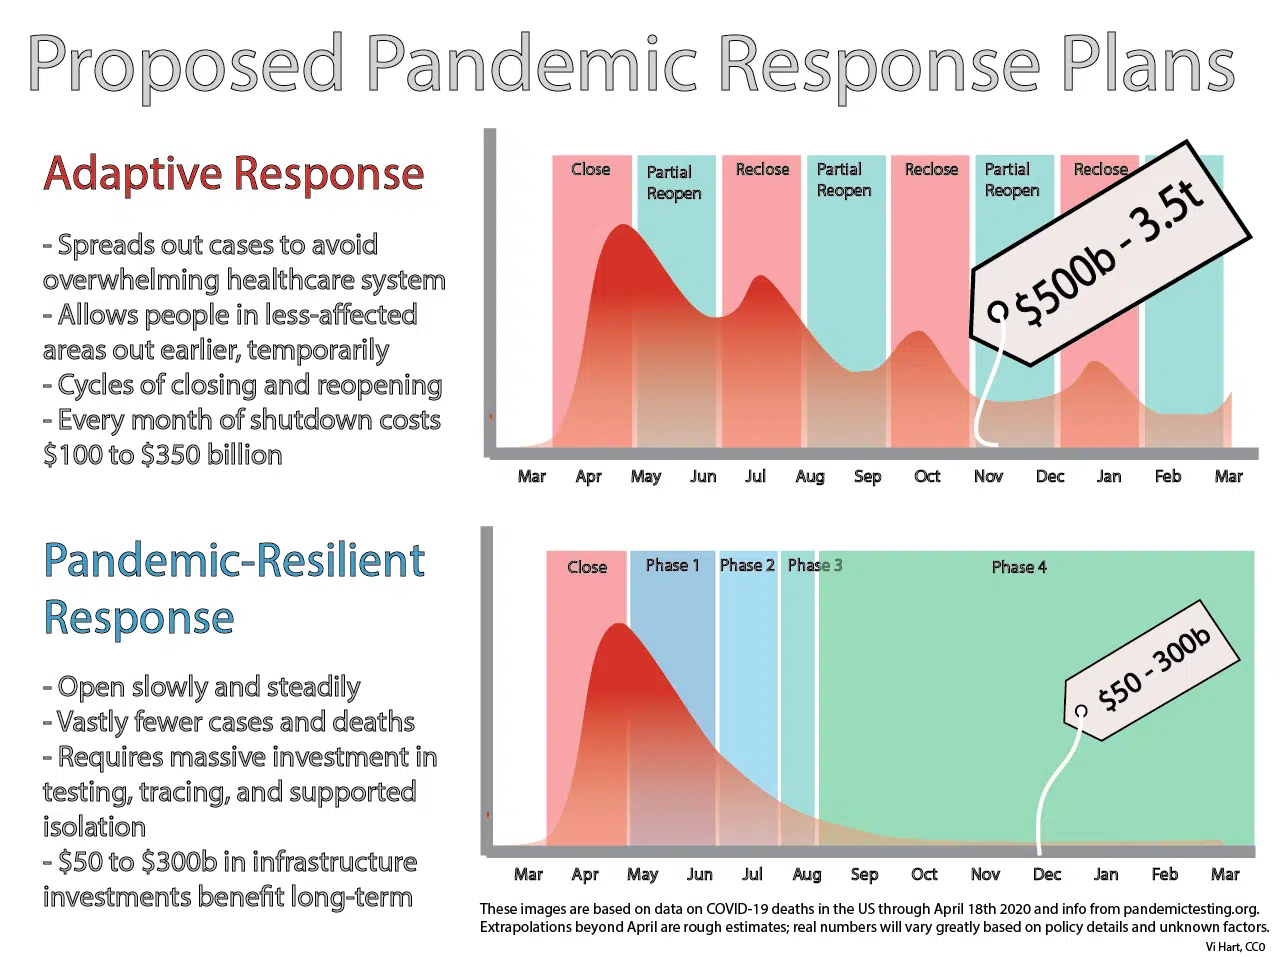 Proposed Pandemic Response Plans
Adaptive Response
- Spreads out cases to avoid
overwhelming healthcare system
- Allows people in less-affected
areas out earlier, temporarily
- Cycles of closing and reopening
- Every month of shutdown costs
$100 to $350 billion
Close
Partial
Reopen
Reclose
Partial
Reopen
Reclose
Partial
Reopen
Reclose
$500b - 3.5t
Mar Apr May Jun Jul Aug Sep Oct Nov Dec Jan Feb Mar
Pandemic-Resilient
Response
- Open slowly and steadily
- Vastly fewer cases and deaths
- Requires massive investment in
testing, tracing, and supported
isolation
- $50 to $300b in infrastructure
investments benefit long-term
Close Phase 1 Phase 2 Phase 3 Phase 4
$50 - 300b
Mar Apr May Jun Jul Aug Sep Oct Nov Dec Jan Feb Mar
These images are based on data on COVID-19 deaths in the US through April 18th 2020 and info from pandemictesting.org.
Extrapolations beyond April are rough estimates; real numbers will vary greatly based on policy details and unknown factors.
Vi Hart, CC0